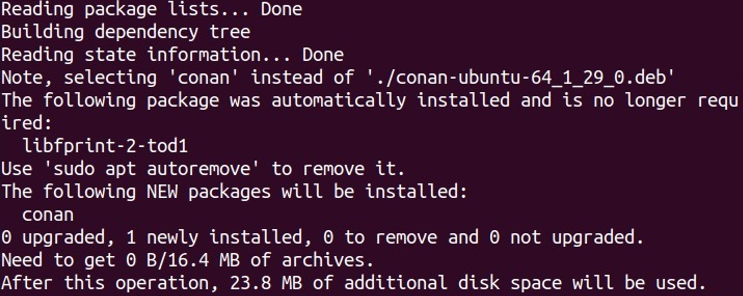 Reading package lists... Done
Building dependency tree
Reading state information... Done
Note, selecting 'conan' instead of './conan-ubuntu-64_1_29_0.deb'
The following package was automatically installed and is no longer requ
ired:
  libfprint-2-tod1
Use 'sudo apt autoremove' to remove it.
The following NEW packages will be installed:
  conan
0 upgraded, 1 newly installed, 0 to remove and 0 not upgraded.
Need to get 0 B/16.4 MB of archives.
After this operation, 23.8 MB of additional disk space will be used.